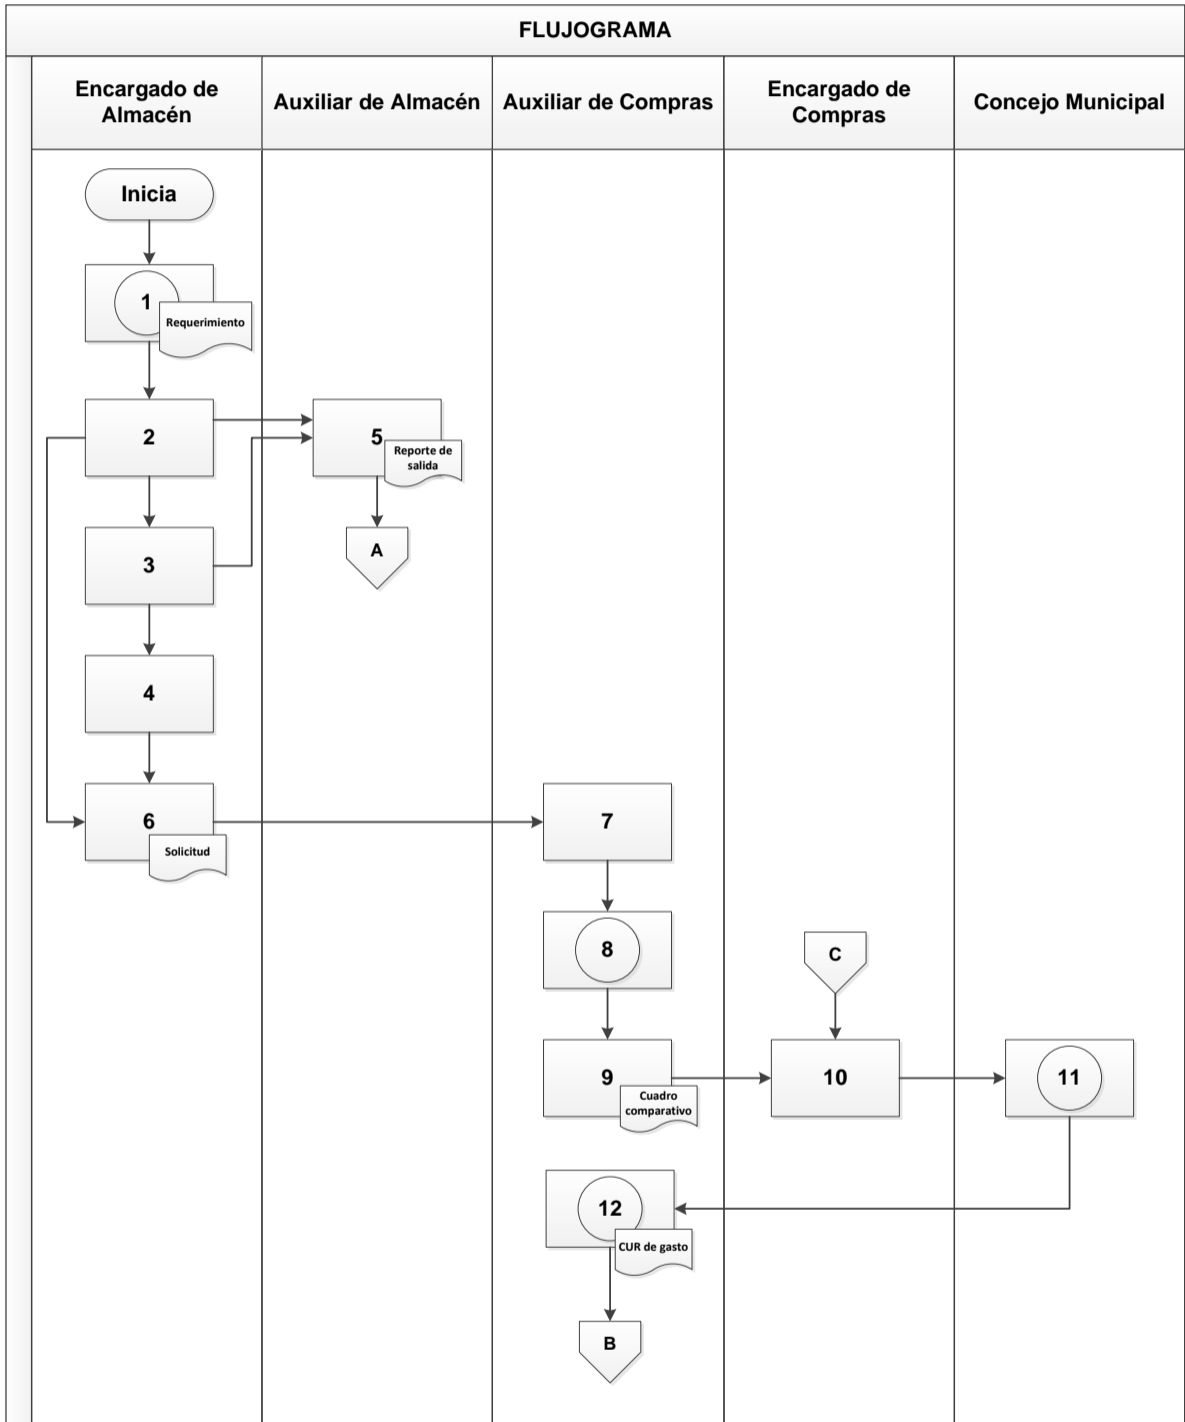 FLUJOGRAMA
Encargado de
Almacén
Auxiliar de Almacén
Auxiliar de Compras
Encargado de
Compras
Concejo Municipal
Inicia
1
Requerimiento
2
5
Reporte de
salida
A
3
4
6
Solicitud
7
8
C
9
Cuadro
comparativo
10
11
12
CUR de gasto
B